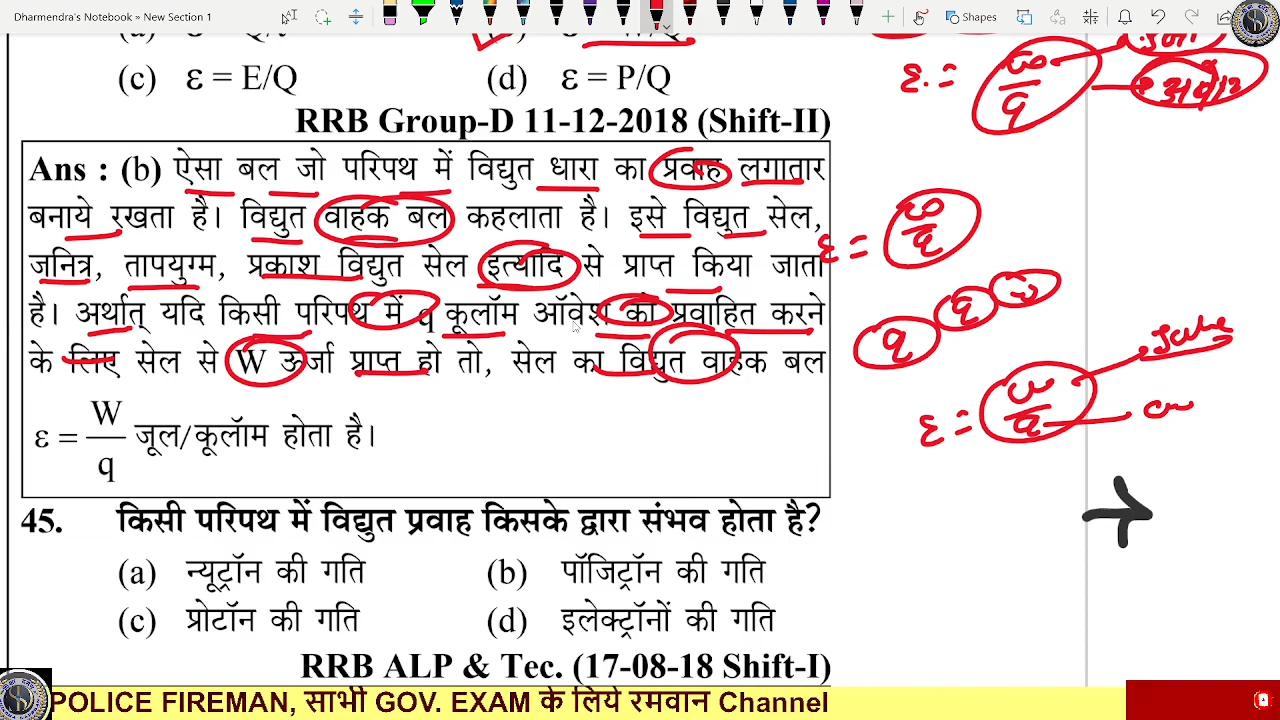 Dharmendra's Notebook » New Section 1
Shapes
(c) ε = E/Q (d) ε = P/Q
RRB Group-D 11-12-2018 (Shift-II)
Ans : (b) ऐसा बल जो परिपथ में विद्युत धारा का प्रवाह लगातार
बनाये रखता है। विद्युत वाहक बल कहलाता है। इसे विद्युत सेल,
जनित्र, तापयुग्म, प्रकाश विद्युत सेल इत्यादि से प्राप्त किया जाता
है। अर्थात् यदि किसी परिपथ में q कूलॉम ऑवेश को प्रवाहित करने
के लिए सेल से W ऊर्जा प्राप्त हो तो, सेल का विद्युत वाहक बल
ε = W/q जूल/कूलॉम होता है।
45. किसी परिपथ में विद्युत प्रवाह किसके द्वारा संभव होता है?
(a) न्यूट्रॉन की गति (b) पॉजिट्रॉन की गति
(c) प्रोटॉन की गति (d) इलेक्ट्रॉनों की गति
RRB ALP & Tec. (17-08-18 Shift-I)
ε = w/q
ε = w/q
q q w
ε = w/q
POLICE FIREMAN, साभी GOV. EXAM के लिये रमवान Channel